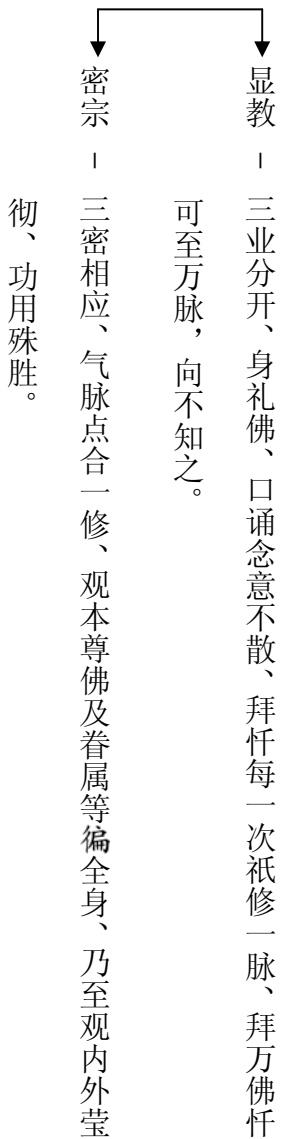 显教 － 三业分开、身礼佛、口诵念意不散、拜忏每一次祇修一脉、拜万佛忏
可至万脉，向不知之。
密宗 － 三密相应、气脉点合一修、观本尊佛及眷属等徧全身、乃至观内外莹
彻、功用殊胜。